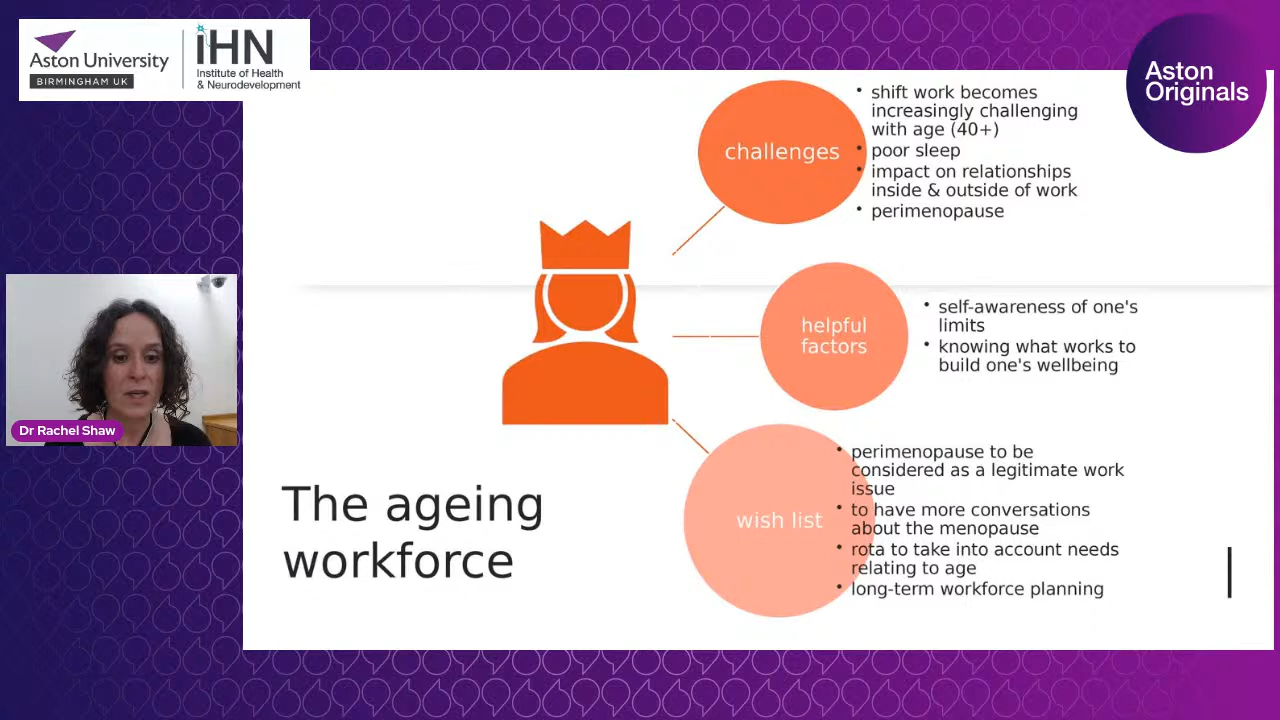 Aston University
BIRMINGHAM UK
iHN
Institute of Health
& Neurodevelopment
Aston
Originals
challenges
• shift work becomes
increasingly challenging
with age (40+)
• poor sleep
• impact on relationships
inside & outside of work
• perimenopause
helpful
factors
• self-awareness of one's
limits
• knowing what works to
build one's wellbeing
wish list
• perimenopause to be
considered as a legitimate work
issue
• to have more conversations
about the menopause
• rota to take into account needs
relating to age
• long-term workforce planning
The ageing
workforce
Dr Rachel Shaw